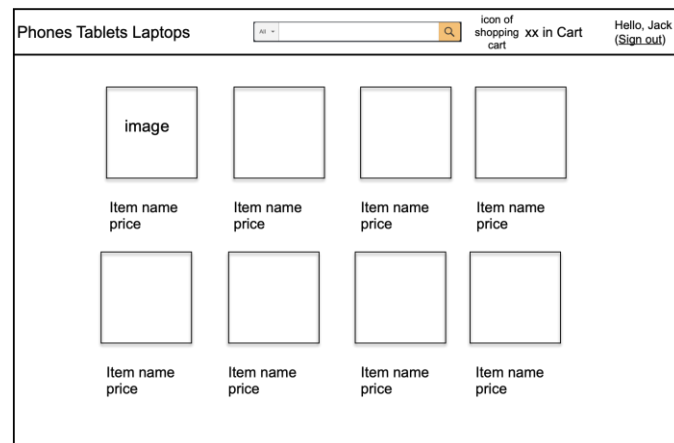 Phones Tablets Laptops
All
icon of
shopping
cart
xx in Cart
Hello, Jack
(Sign out)
image
Item name
price
Item name
price
Item name
price
Item name
price
Item name
price
Item name
price
Item name
price
Item name
price